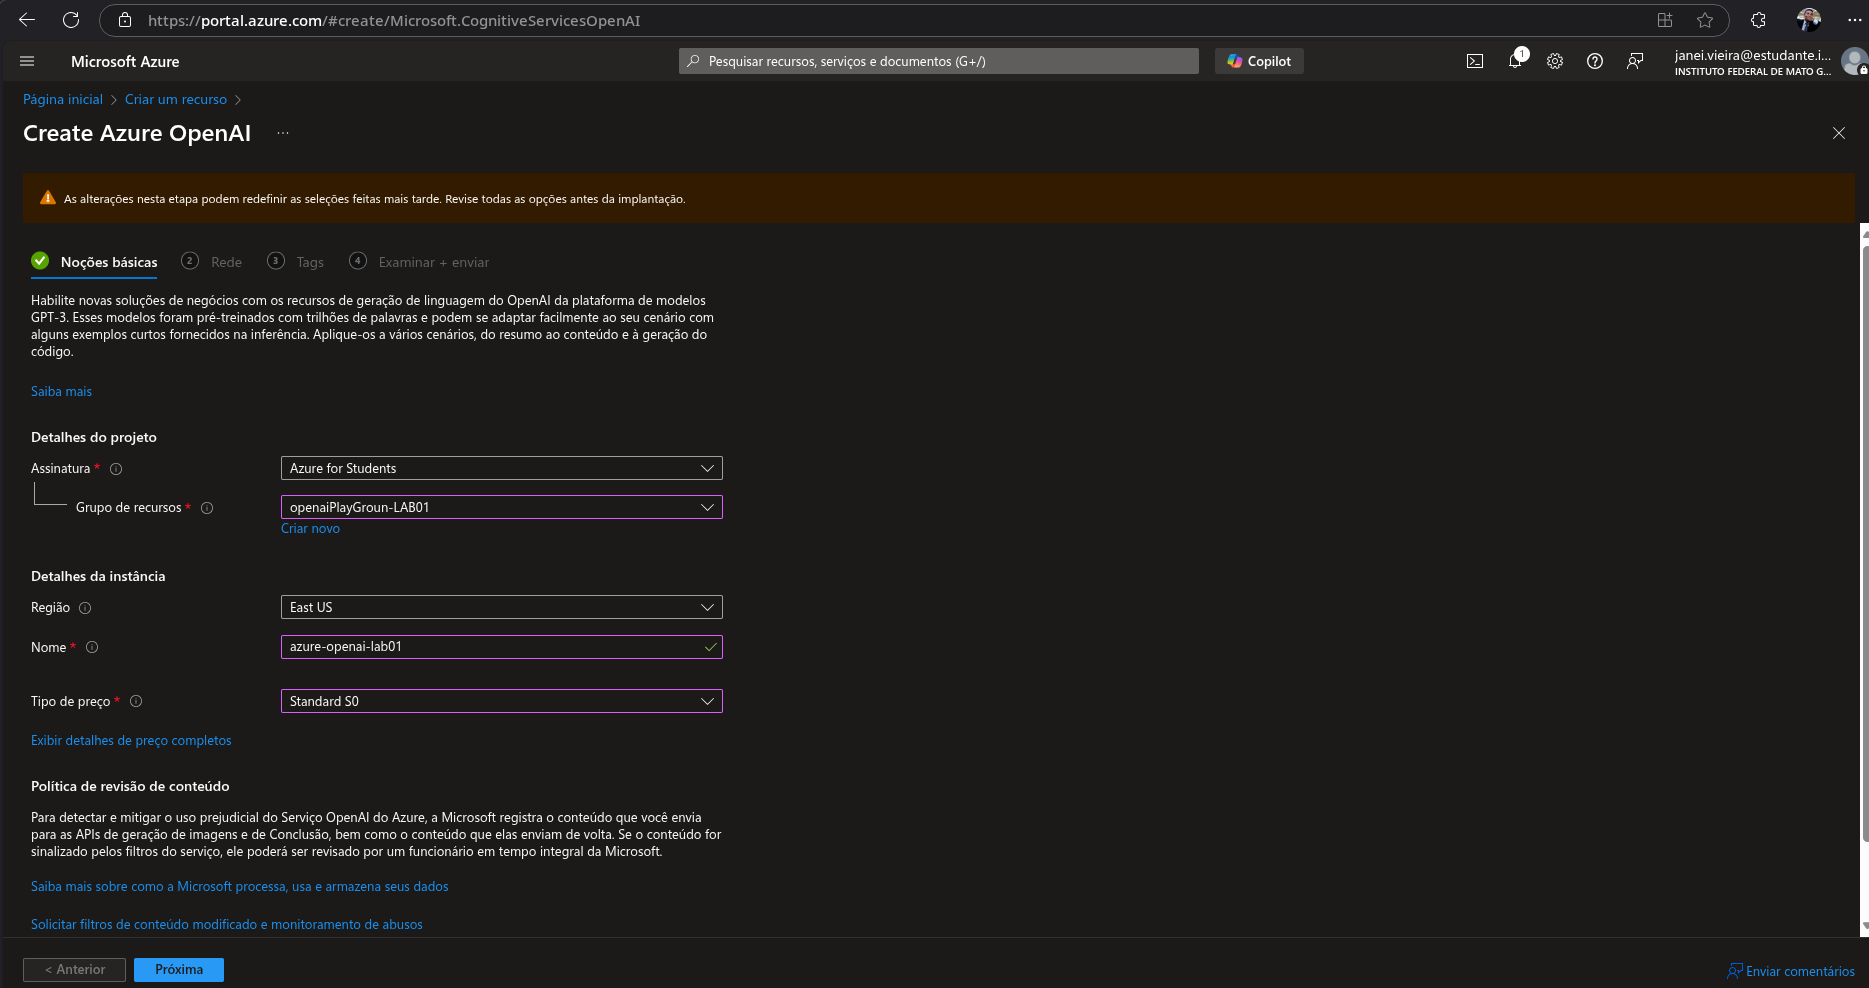 https://portal.azure.com/#create/Microsoft.CognitiveServicesOpenAI
Microsoft Azure
Pesquisar recursos, serviços e documentos (G+/)
Copilot
1
janei.vieira@estudante.i...
INSTITUTO FEDERAL DE MATO G...
Página inicial > Criar um recurso >
Create Azure OpenAI ...
As alterações nesta etapa podem redefinir as seleções feitas mais tarde. Revise todas as opções antes da implantação.
Noções básicas 2 Rede 3 Tags 4 Examinar + enviar
Habilite novas soluções de negócios com os recursos de geração de linguagem do OpenAI da plataforma de modelos
GPT-3. Esses modelos foram pré-treinados com trilhões de palavras e podem se adaptar facilmente ao seu cenário com
alguns exemplos curtos fornecidos na inferência. Aplique-os a vários cenários, do resumo ao conteúdo e à geração do
código.
Saiba mais
Detalhes do projeto
Assinatura * Azure for Students
Grupo de recursos * openaiPlayGroun-LAB01
Criar novo
Detalhes da instância
Região East US
Nome * azure-openai-lab01
Tipo de preço * Standard S0
Exibir detalhes de preço completos
Política de revisão de conteúdo
Para detectar e mitigar o uso prejudicial do Serviço OpenAI do Azure, a Microsoft registra o conteúdo que você envia
para as APIs de geração de imagens e de Conclusão, bem como o conteúdo que elas enviam de volta. Se o conteúdo for
sinalizado pelos filtros do serviço, ele poderá ser revisado por um funcionário em tempo integral da Microsoft.
Saiba mais sobre como a Microsoft processa, usa e armazena seus dados
Solicitar filtros de conteúdo modificado e monitoramento de abusos
< Anterior
Próxima
Enviar comentários